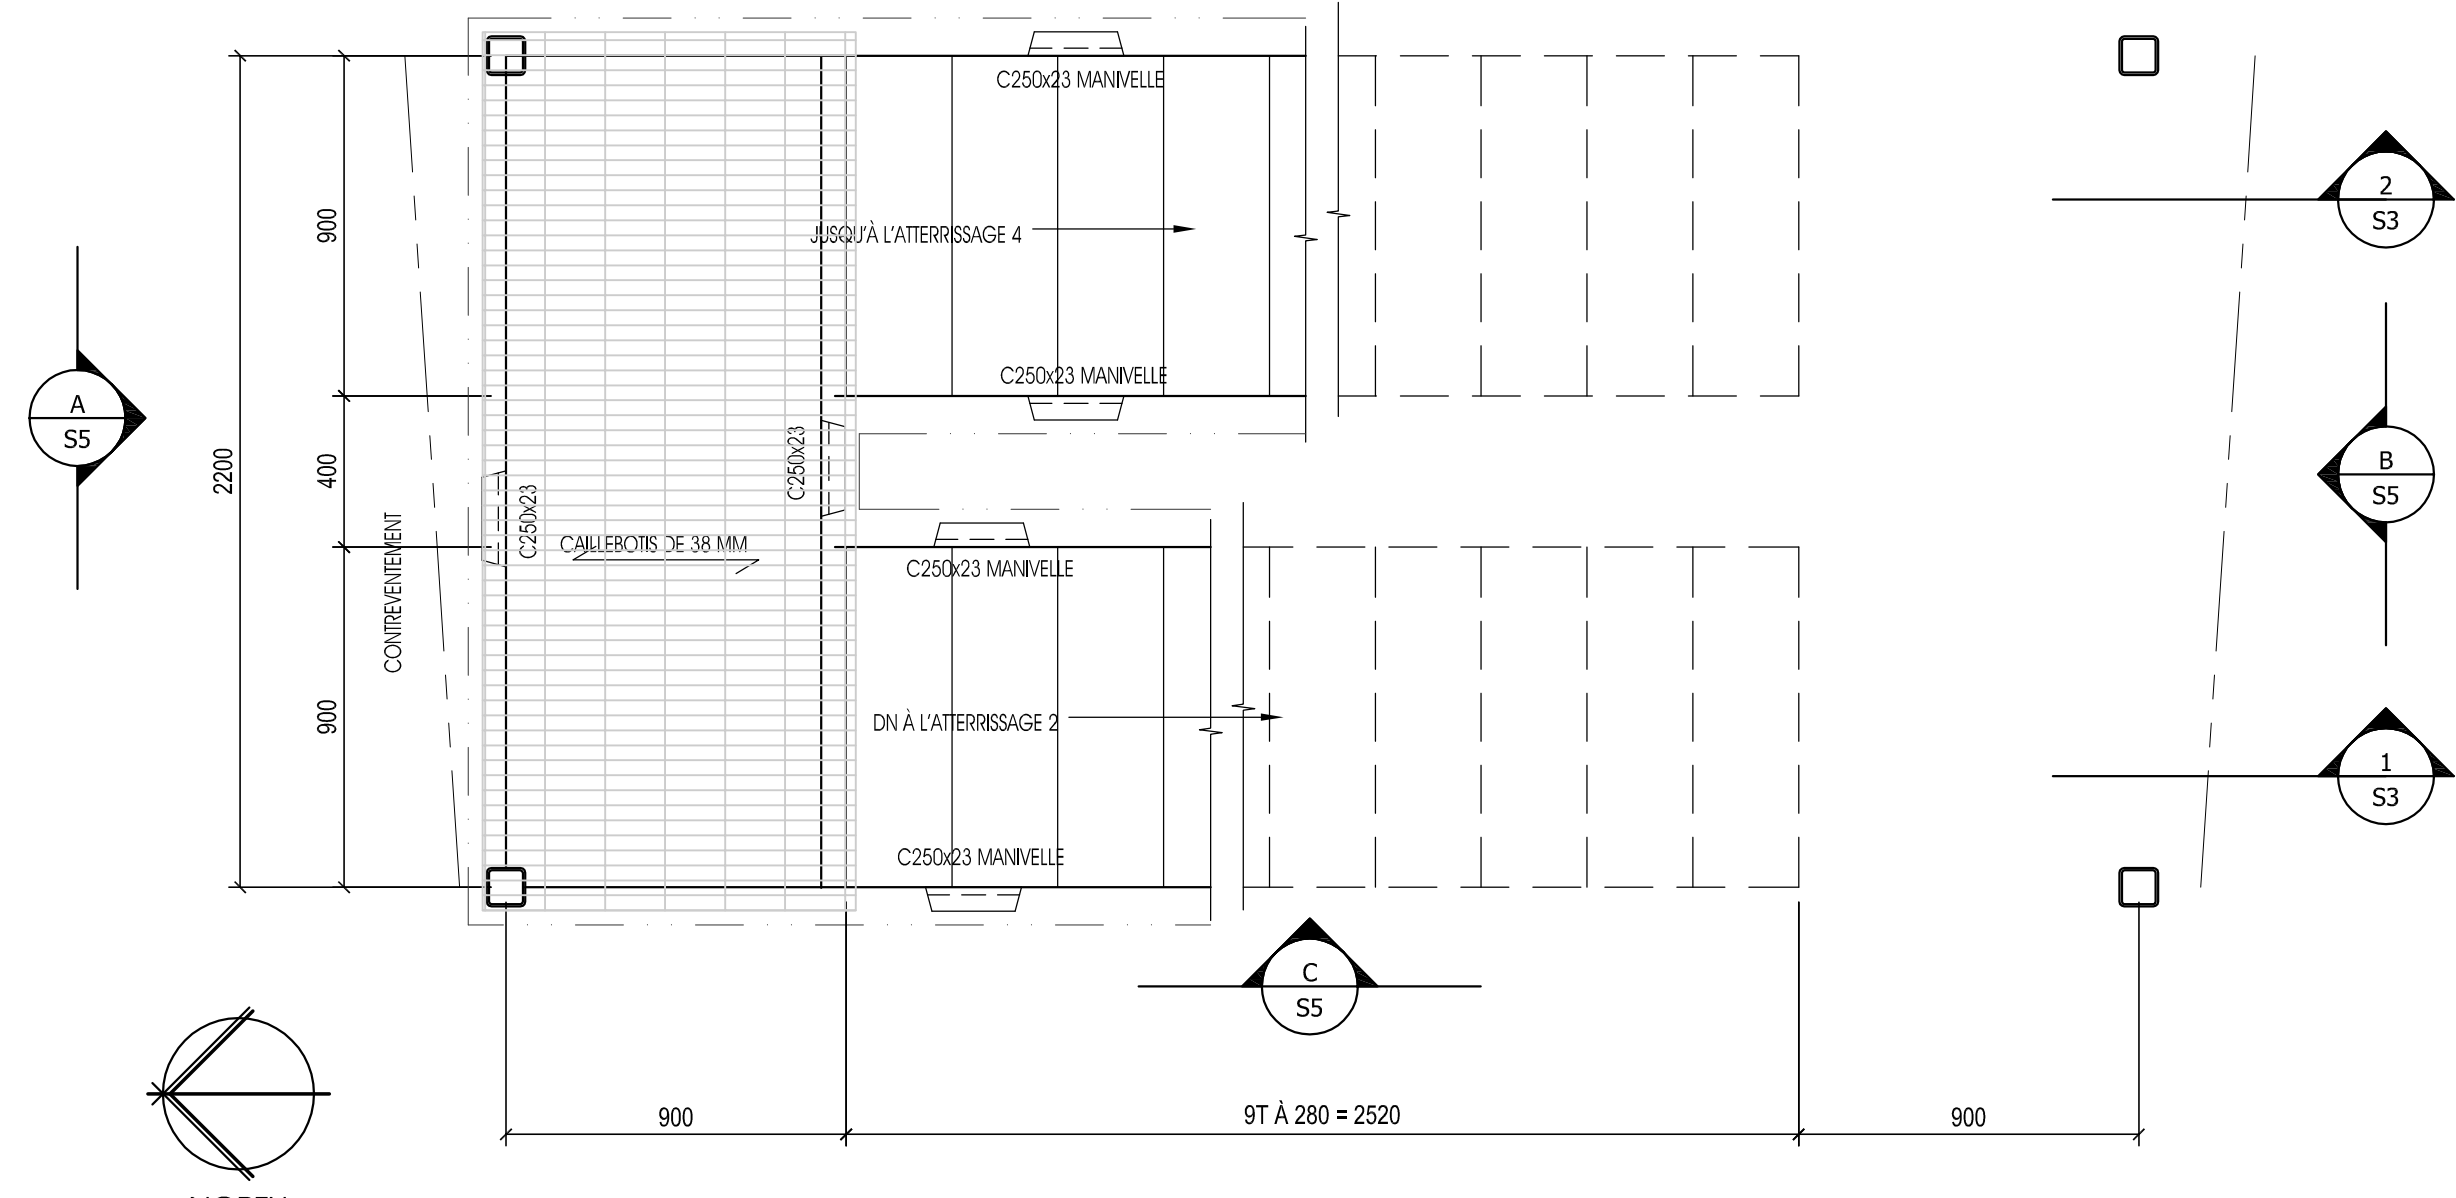 C250x23 MANIVELLE
2
S3
900
JUSQU'À L'ATTERRISSAGE 4
C250x23 MANIVELLE
A
S5
2200
400
C250x23
C250x23
B
S5
CONTREVENTEMENT
CAILLEBOTIS DE 38 MM
C250x23 MANIVELLE
900
DN À L'ATTERRISSAGE 2
1
S3
C250x23 MANIVELLE
C
S5
900
9T À 280 = 2520
900